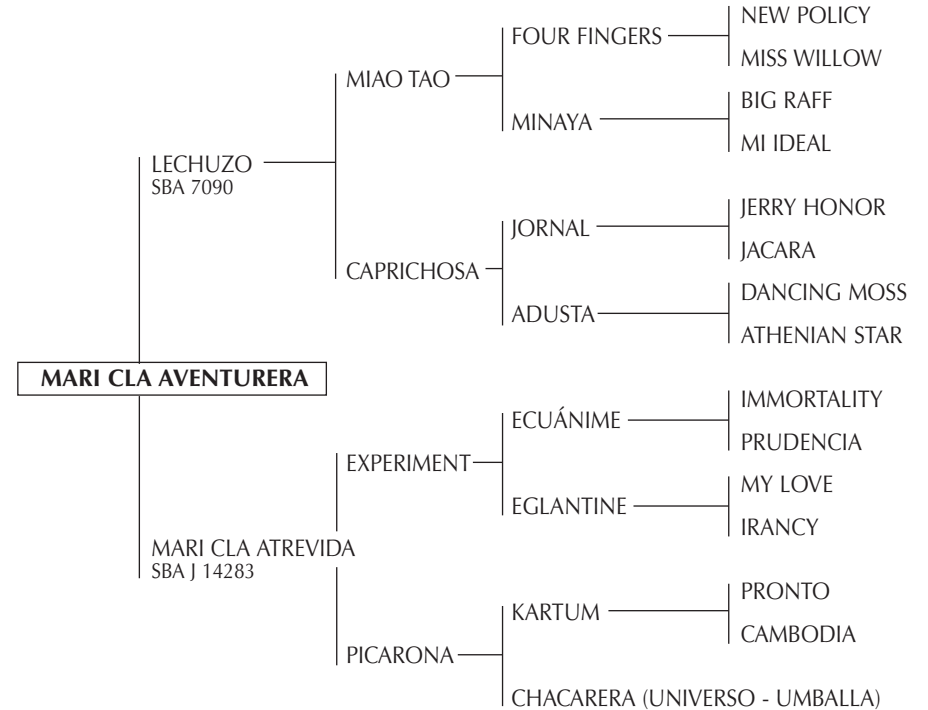 NEW POLICY
FOUR FINGERS
MISS WILLOW
MIAO TAO
BIG RAFF
MINAYA
MI IDEAL
LECHUZO
SBA 7090
JERRY HONOR
JORNAL
JACARA
CAPRICHOSA
DANCING MOSS
ADUSTA
ATHENIAN STAR
MARI CLA AVENTURERA
IMMORTALITY
ECUÁNIME
PRUDENCIA
EXPERIMENT
MY LOVE
EGLANTINE
IRANCY
MARI CLA ATREVIDA
SBA J 14283
PRONTO
KARTUM
CAMBODIA
PICARONA
CHACARERA (UNIVERSO - UMBALLA)